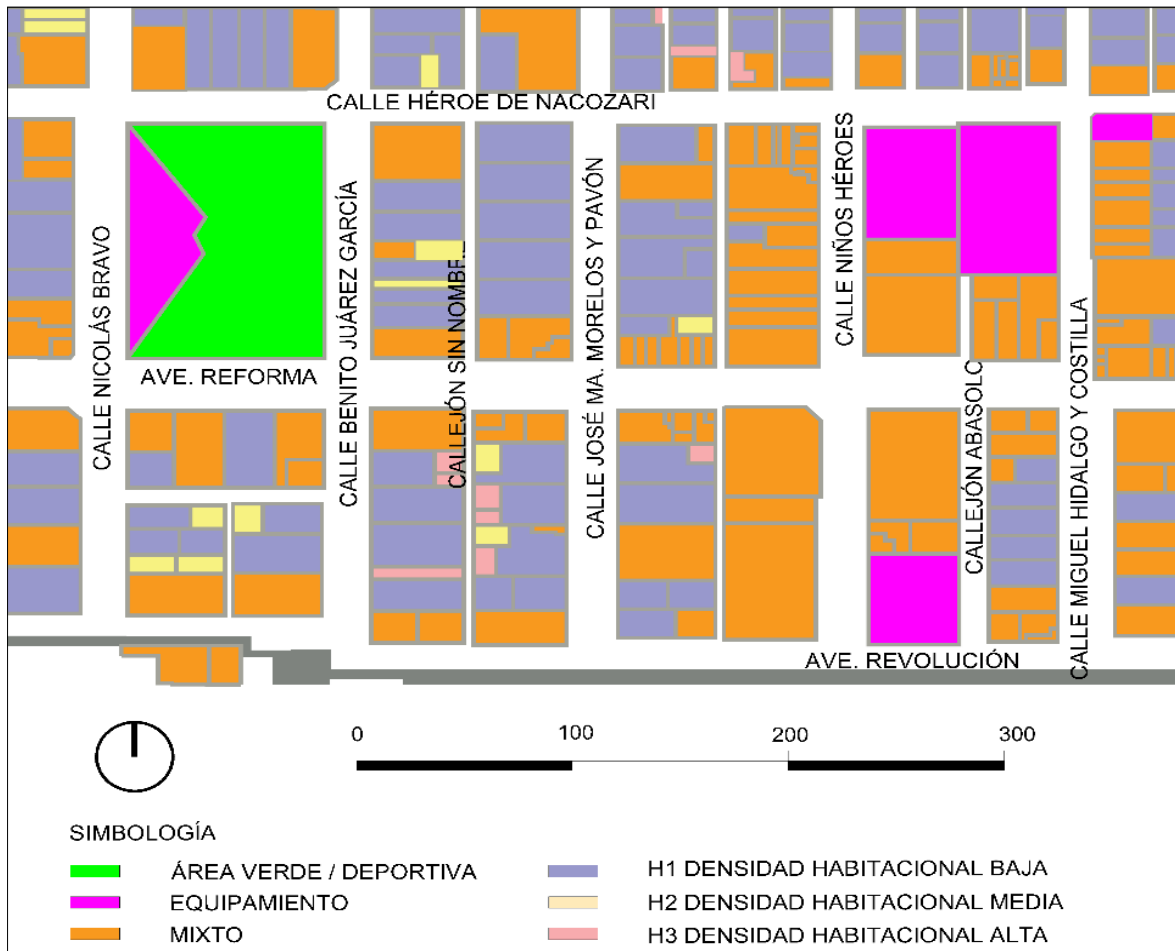 CALLE HÉROE DE NACOZARI
CALLE NICOLÁS BRAVO
CALLE BENITO JUÁREZ GARCÍA
CALLEJÓN SIN NOMBRE
CALLE JOSÉ MA. MORELOS Y PAVÓN
CALLE NIÑOS HÉROES
AVE. REFORMA
CALLEJÓN ABASOLO
CALLE MIGUEL HIDALGO Y COSTILLA
AVE. REVOLUCIÓN
0 100 200 300
SIMBOLOGÍA
ÁREA VERDE / DEPORTIVA
EQUIPAMIENTO
MIXTO
H1 DENSIDAD HABITACIONAL BAJA
H2 DENSIDAD HABITACIONAL MEDIA
H3 DENSIDAD HABITACIONAL ALTA